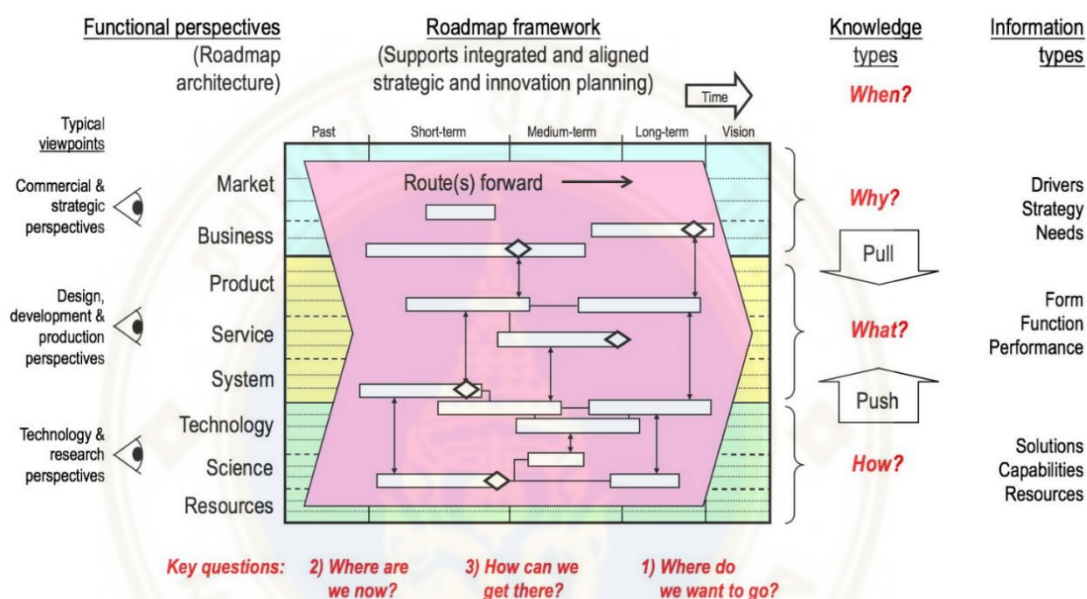 Functional perspectives
(Roadmap
architecture)
Roadmap framework
(Supports integrated and aligned
strategic and innovation planning)
Knowledge
types
Information
types
Time
When?
Typical
viewpoints
Past
Short-term
Medium-term
Long-term
Vision
Commercial &
strategic
perspectives
Market
Business
Route(s) forward
Why?
Drivers
Strategy
Needs
Pull
Design,
development &
production
perspectives
Product
Service
System
What?
Form
Function
Performance
Push
Technology &
research
perspectives
Technology
Science
Resources
How?
Solutions
Capabilities
Resources
Key questions:
2) Where are
we now?
3) How can we
get there?
1) Where do
we want to go?